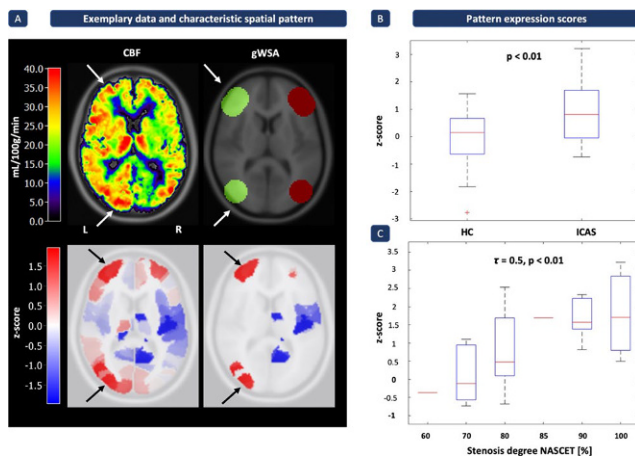 A Exemplary data and characteristic spatial pattern
CBF gWSA
mL/100g/min
40.0
35.0
30.0
25.0
20.0
15.0
10.0
5.0
0.0
L R
z-score
1.5
1.0
0.5
0.0
-0.5
-1.0
-1.5
B Pattern expression scores
p < 0.01
z-score
3
2
1
0
-1
-2
-3
HC ICAS
C
τ = 0.5, p < 0.01
z-score
3.5
3
2.5
2
1.5
1
0.5
0
-0.5
-1
60 70 80 85 90 100
Stenosis degree NASCET [%]